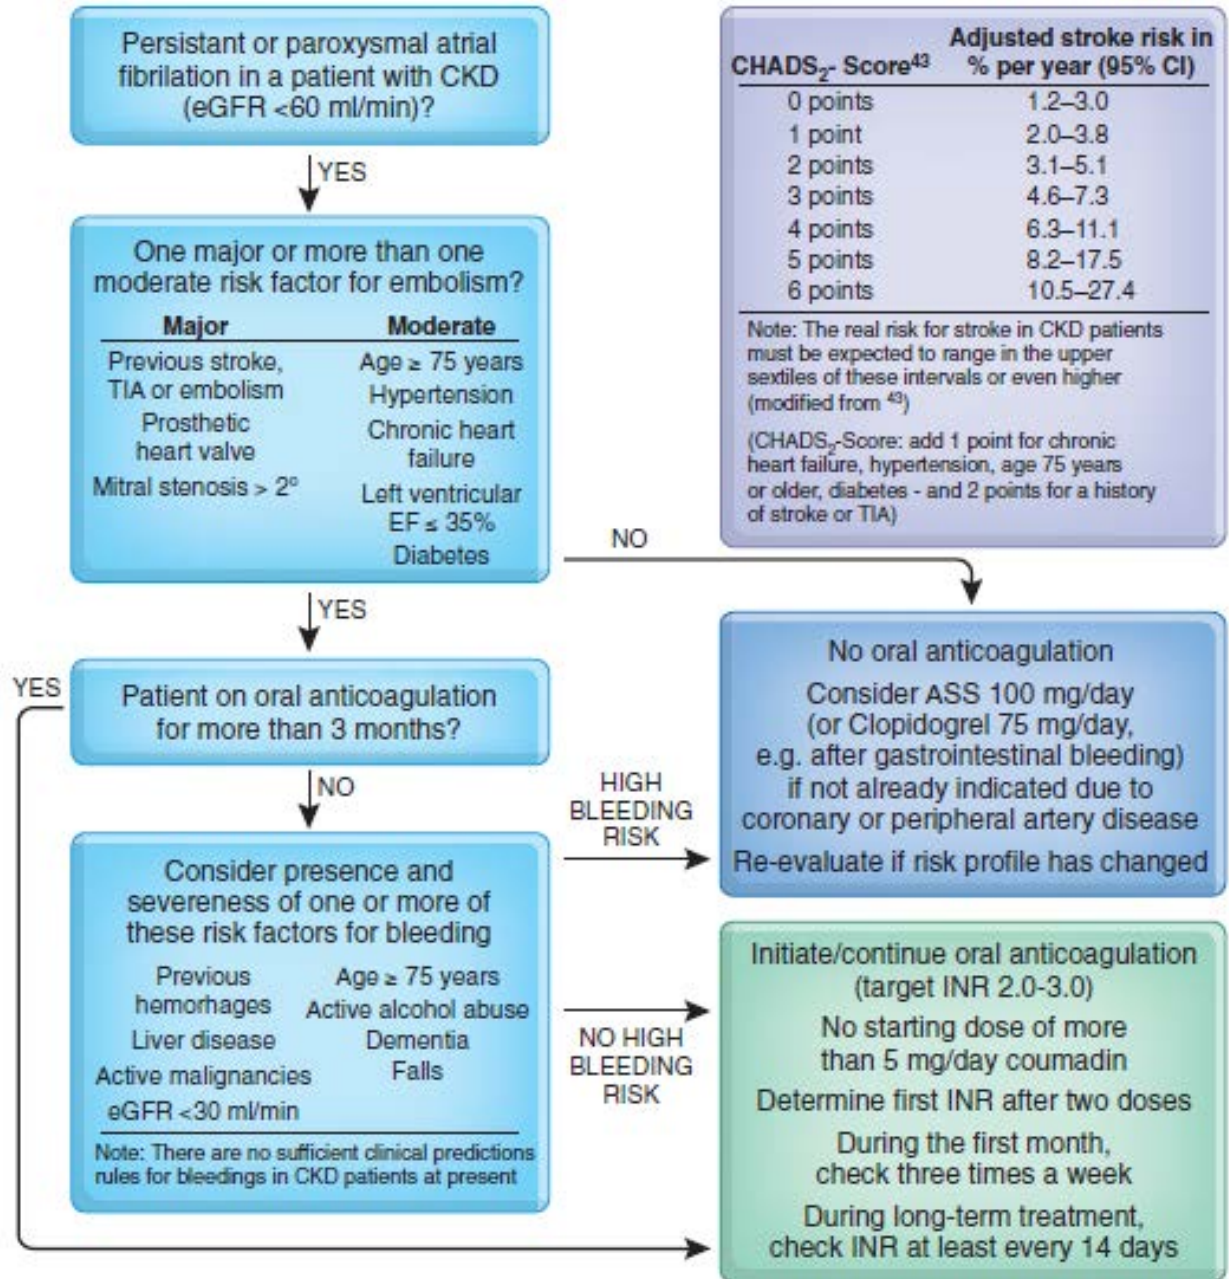 Persistant or paroxysmal atrial
fibrilation in a patient with CKD
(eGFR <60 ml/min)?
YES
One major or more than one
moderate risk factor for embolism?
Major Moderate
Previous stroke,
TIA or embolism
Prosthetic
heart valve
Mitral stenosis > 2°
Age ≥ 75 years
Hypertension
Chronic heart
failure
Left ventricular
EF ≤ 35%
Diabetes
NO
YES
YES
Patient on oral anticoagulation
for more than 3 months?
NO
Consider presence and
severeness of one or more of
these risk factors for bleeding
Previous
hemorrhages
Liver disease
Active malignancies
eGFR <30 ml/min
Age ≥ 75 years
Active alcohol abuse
Dementia
Falls
Note: There are no sufficient clinical predictions
rules for bleedings in CKD patients at present
HIGH
BLEEDING
RISK
NO HIGH
BLEEDING
RISK
CHADS₂- Score⁴³ Adjusted stroke risk in
% per year (95% CI)
0 points 1.2–3.0
1 point 2.0–3.8
2 points 3.1–5.1
3 points 4.6–7.3
4 points 6.3–11.1
5 points 8.2–17.5
6 points 10.5–27.4
Note: The real risk for stroke in CKD patients
must be expected to range in the upper
sextiles of these intervals or even higher
(modified from ⁴³)
(CHADS₂-Score: add 1 point for chronic
heart failure, hypertension, age 75 years
or older, diabetes - and 2 points for a history
of stroke or TIA)
No oral anticoagulation
Consider ASS 100 mg/day
(or Clopidogrel 75 mg/day,
e.g. after gastrointestinal bleeding)
if not already indicated due to
coronary or peripheral artery disease
Re-evaluate if risk profile has changed
Initiate/continue oral anticoagulation
(target INR 2.0-3.0)
No starting dose of more
than 5 mg/day coumadin
Determine first INR after two doses
During the first month,
check three times a week
During long-term treatment,
check INR at least every 14 days